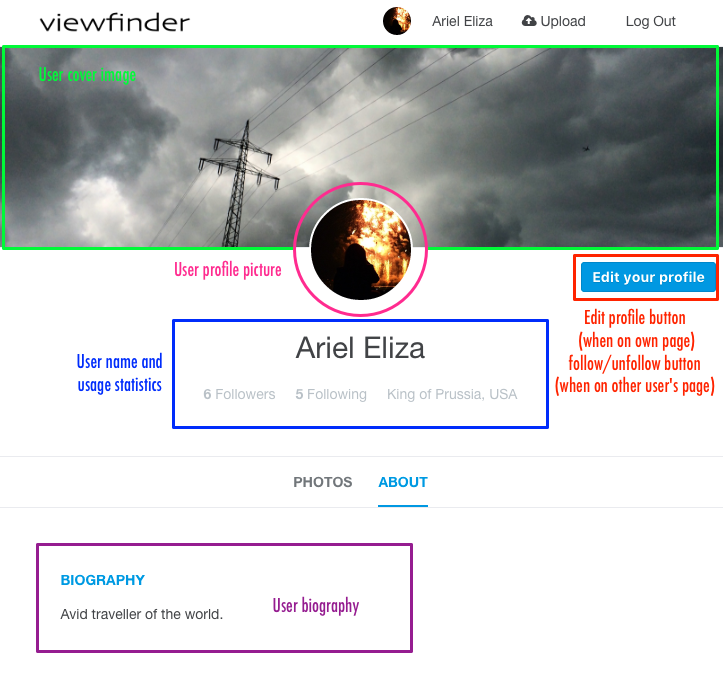 viewfinder
Ariel Eliza
Upload
Log Out
User cover image
User profile picture
Edit your profile
Edit profile button
(when on own page)
follow/unfollow button
(when on other user's page)
User name and
usage statistics
Ariel Eliza
6 Followers 5 Following King of Prussia, USA
PHOTOS ABOUT
BIOGRAPHY
Avid traveller of the world.
User biography